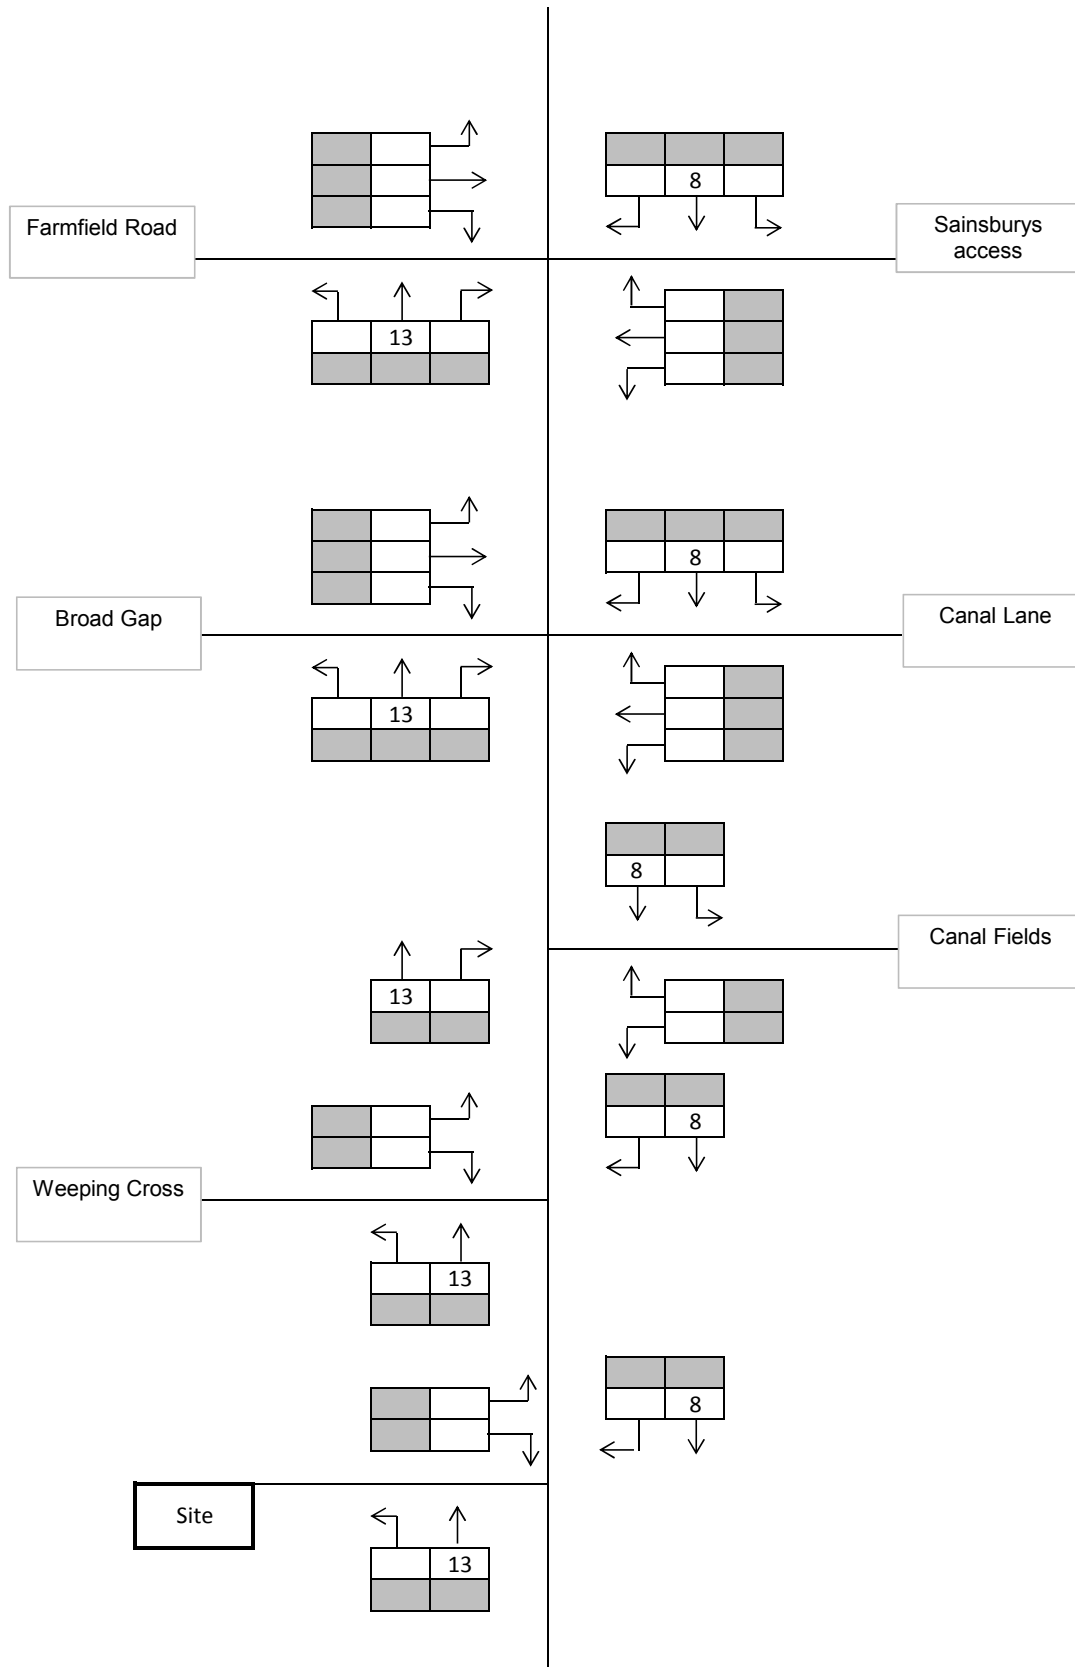 8
Farmfield Road
Sainsburys
access
13
8
Broad Gap
Canal Lane
13
8
Canal Fields
13
8
Weeping Cross
13
8
Site
13